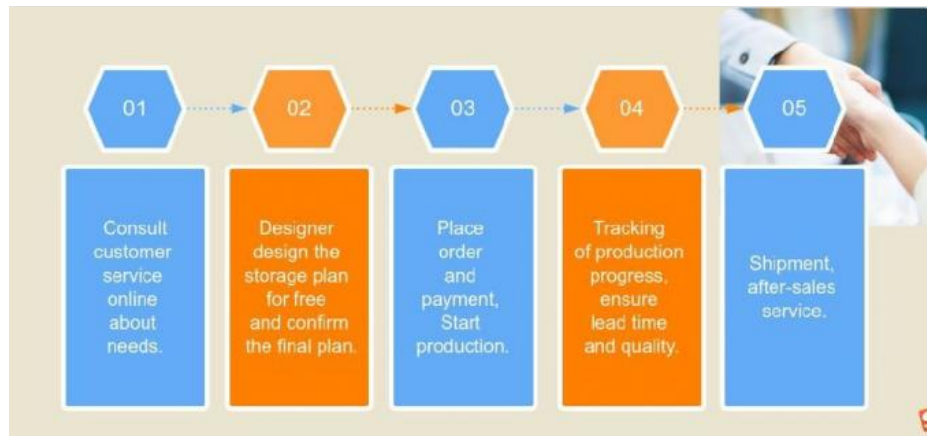 01
02
03
04
05
Consult
customer
service
online
about
needs.
Designer
design the
storage plan
for free
and confirm
the final plan.
Place
order
and
payment,
Start
production.
Tracking
of production
progress,
ensure
lead time
and quality.
Shipment,
after-sales
service.